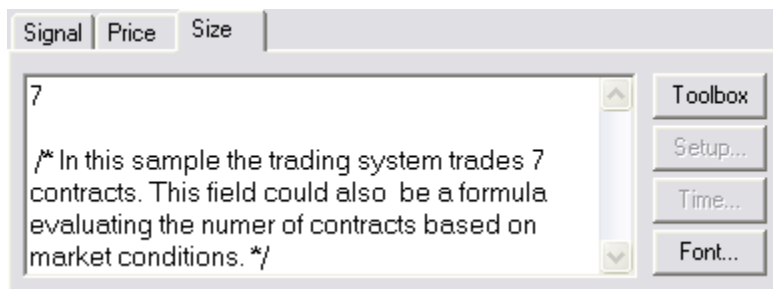 Signal Price Size
7
/* In this sample the trading system trades 7
contracts. This field could also  be a formula
evaluating the numer of contracts based on
market conditions. */
Toolbox
Setup...
Time...
Font...